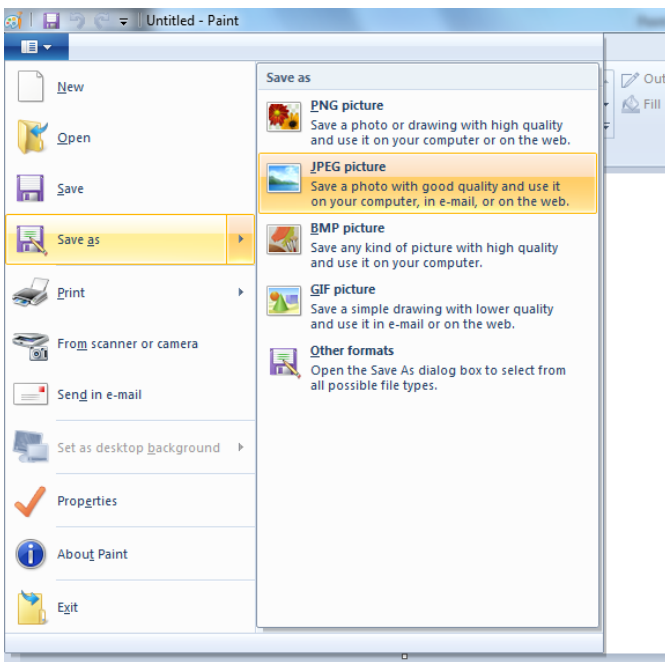 Untitled - Paint
New
Open
Save
Save as
Print
From scanner or camera
Send in e-mail
Set as desktop background
Properties
About Paint
Exit
Save as
PNG picture
Save a photo or drawing with high quality
and use it on your computer or on the web.
JPEG picture
Save a photo with good quality and use it
on your computer, in e-mail, or on the web.
BMP picture
Save any kind of picture with high quality
and use it on your computer.
GIF picture
Save a simple drawing with lower quality
and use it in e-mail or on the web.
Other formats
Open the Save As dialog box to select from
all possible file types.
Out
Fill